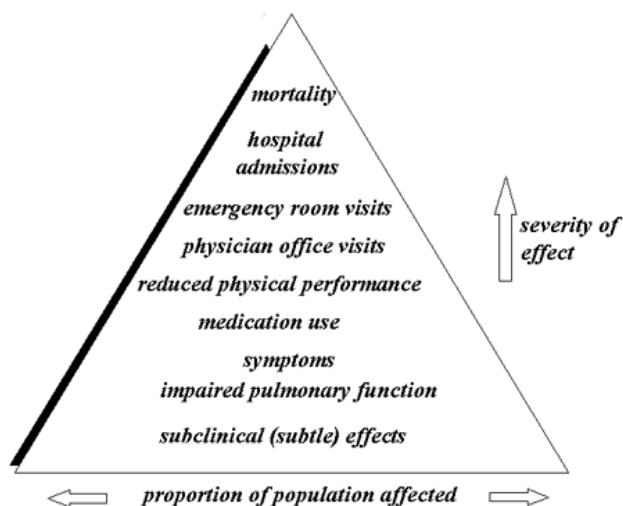 mortality
hospital
admissions
emergency room visits
physician office visits
reduced physical performance
medication use
symptoms
impaired pulmonary function
subclinical (subtle) effects
severity of
effect
proportion of population affected